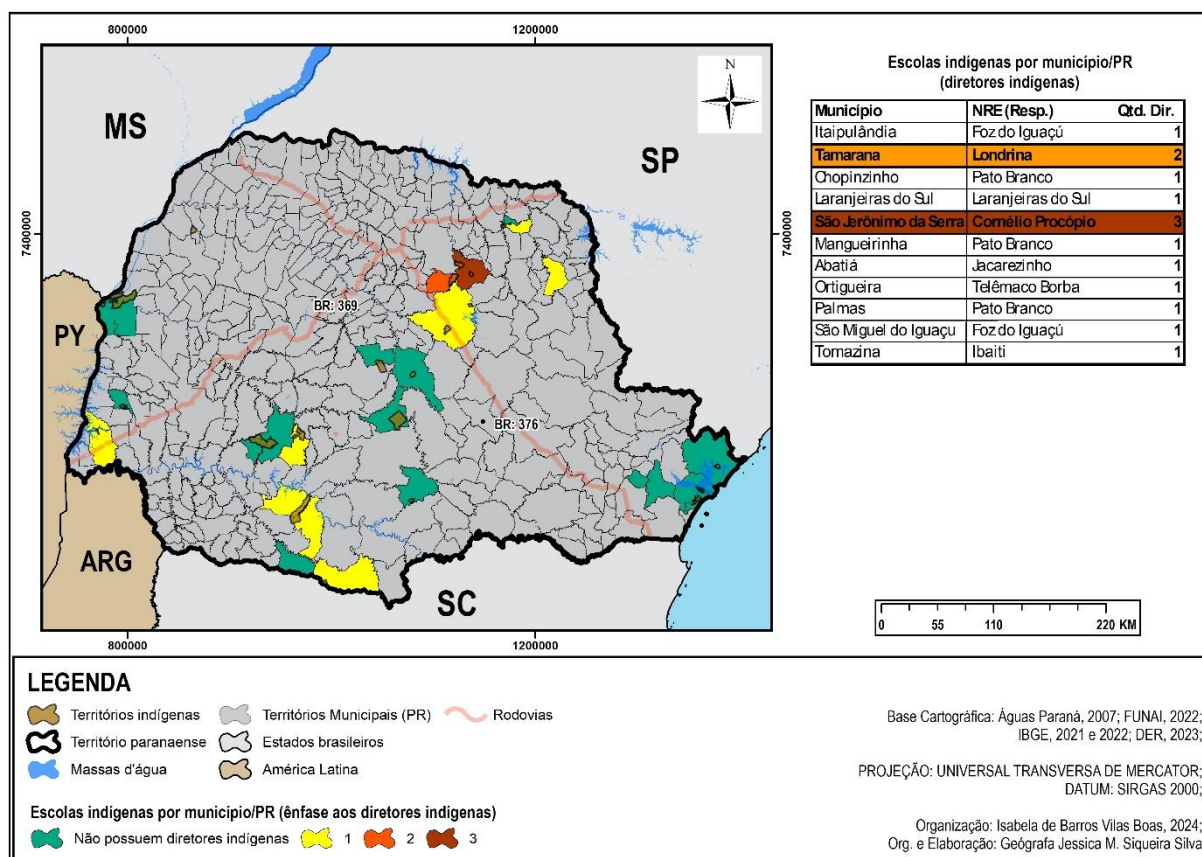 800000 1200000
N
MS
SP
7400000 7400000
PY
BR: 369
BR: 376
ARG
SC
800000 1200000
Escolas indígenas por município/PR
(diretores indígenas)
Município NRE (Resp.) Qtd. Dir.
Itaipulândia Foz do Iguaçú 1
Tamarana Londrina 2
Chopinzinho Pato Branco 1
Laranjeiras do Sul Laranjeiras do Sul 1
São Jerônimo da Serra Cornélio Procópio 3
Mangueirinha Pato Branco 1
Abatiá Jacarezinho 1
Ortigueira Telêmaco Borba 1
Palmas Pato Branco 1
São Miguel do Iguaçu Foz do Iguaçú 1
Tomazina Ibaiti 1
0 55 110 220 KM
LEGENDA
Territórios indígenas Territórios Municipais (PR) Rodovias
Território paranaense Estados brasileiros
Massas d'água América Latina
Escolas indígenas por município/PR (ênfase aos diretores indígenas)
Não possuem diretores indígenas 1 2 3
Base Cartográfica: Águas Paraná, 2007; FUNAI, 2022;
IBGE, 2021 e 2022; DER, 2023;
PROJEÇÃO: UNIVERSAL TRANSVERSA DE MERCATOR;
DATUM: SIRGAS 2000;
Organização: Isabela de Barros Vilas Boas, 2024;
Org. e Elaboração: Geógrafa Jessica M. Siqueira Silva